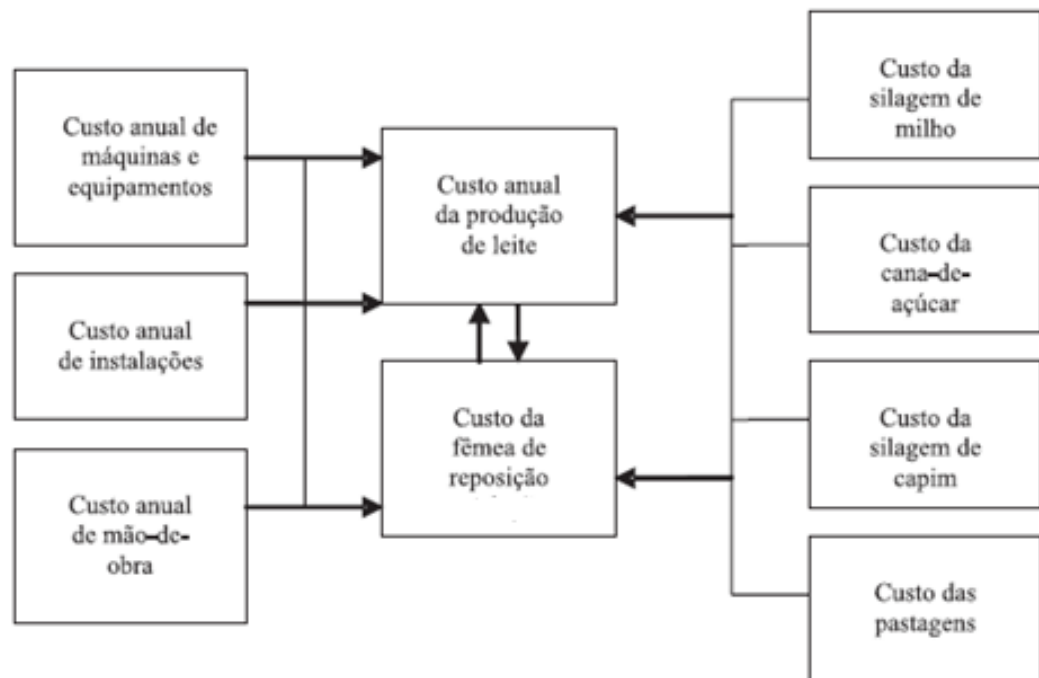 Custo anual de
máquinas e
equipamentos
Custo anual
de instalações
Custo anual
de mão-de-
obra
Custo anual
da produção
de leite
Custo da
fêmea de
reposição
Custo da
silagem de
milho
Custo da
cana-de-
açúcar
Custo da
silagem de
capim
Custo das
pastagens